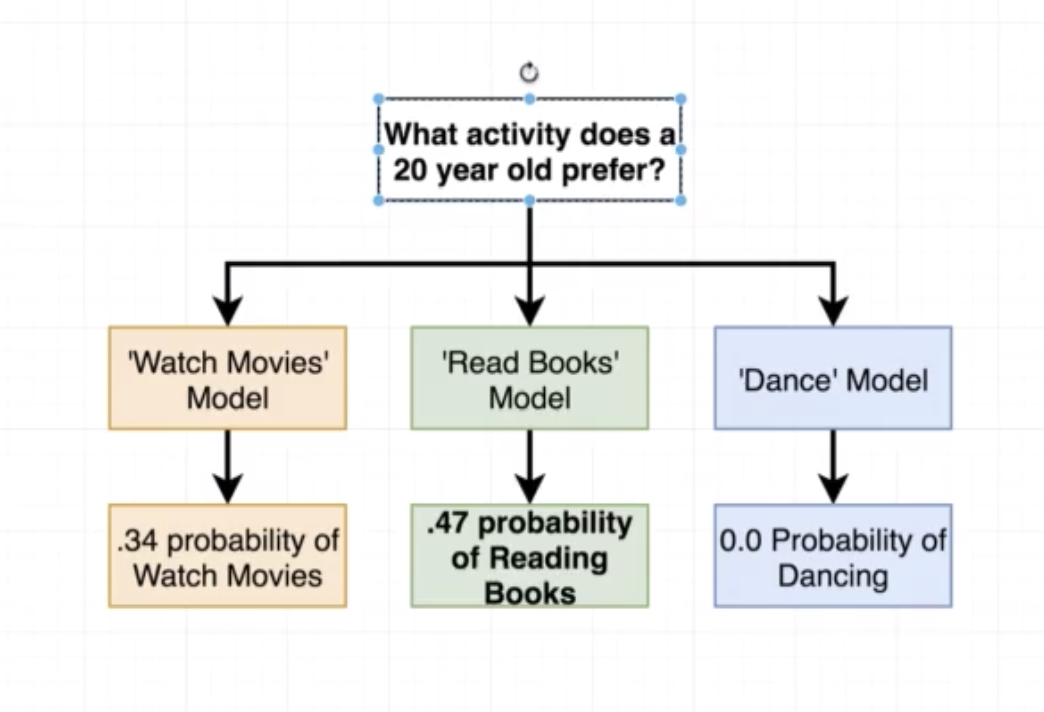 What activity does a
20 year old prefer?
'Watch Movies'
Model
'Read Books'
Model
'Dance' Model
.34 probability of
Watch Movies
.47 probability
of Reading
Books
0.0 Probability of
Dancing